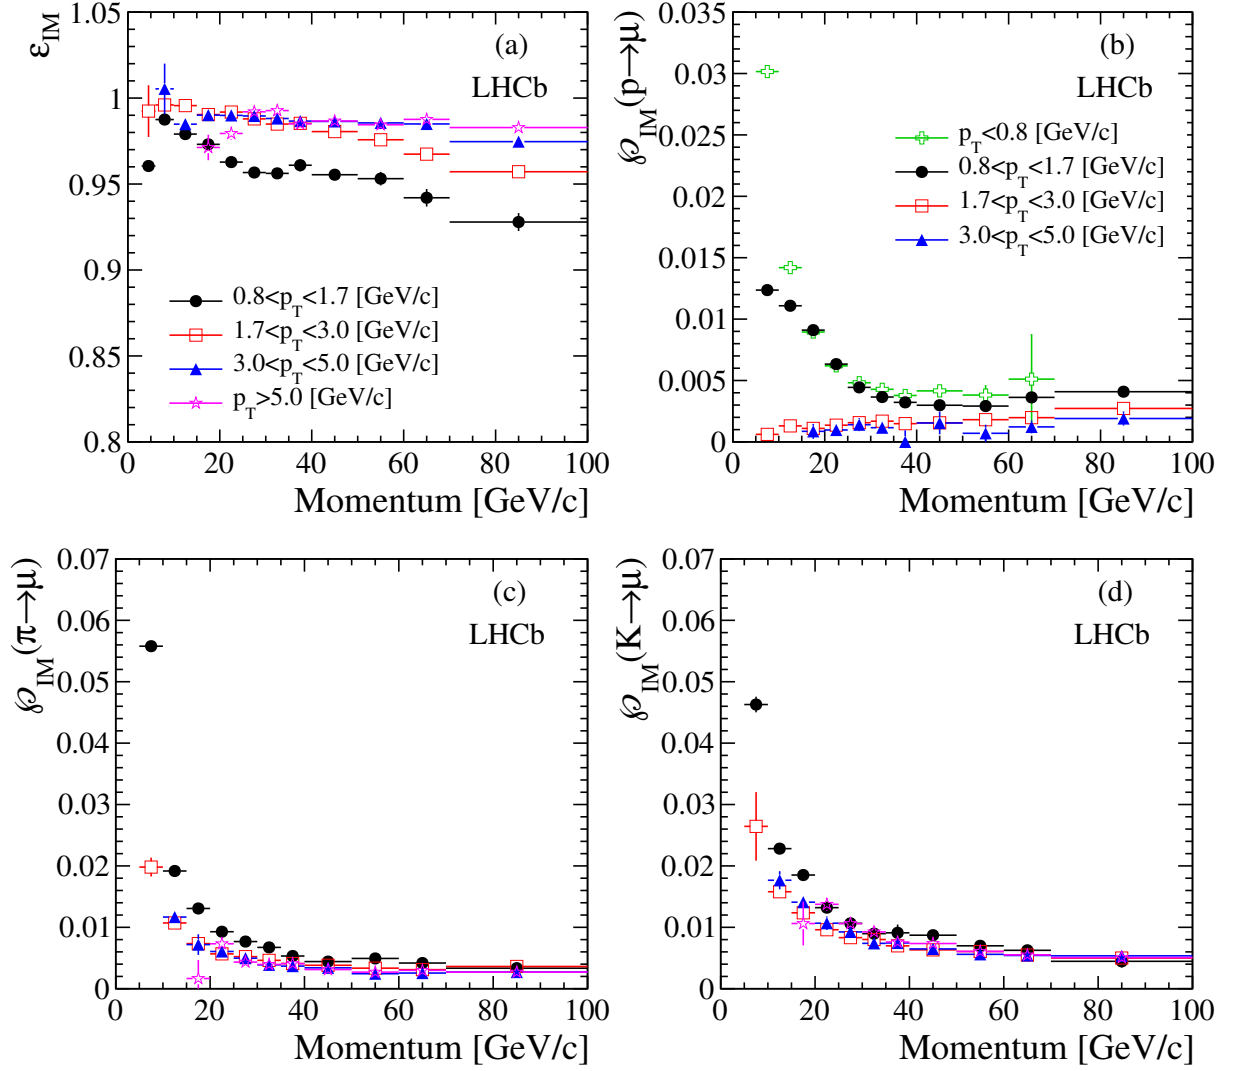 ε_IM
(a)
LHCb
1.05
1
0.95
0.9
0.85
0.8
0.8<p_T<1.7 [GeV/c]
1.7<p_T<3.0 [GeV/c]
3.0<p_T<5.0 [GeV/c]
p_T>5.0 [GeV/c]
0 20 40 60 80 100
Momentum [GeV/c]
℘_IM(p→μ)
(b)
LHCb
0.035
0.03
0.025
0.02
0.015
0.01
0.005
0
p_T<0.8 [GeV/c]
0.8<p_T<1.7 [GeV/c]
1.7<p_T<3.0 [GeV/c]
3.0<p_T<5.0 [GeV/c]
0 20 40 60 80 100
Momentum [GeV/c]
℘_IM(π→μ)
(c)
LHCb
0.07
0.06
0.05
0.04
0.03
0.02
0.01
0
0 20 40 60 80 100
Momentum [GeV/c]
℘_IM(K→μ)
(d)
LHCb
0.07
0.06
0.05
0.04
0.03
0.02
0.01
0
0 20 40 60 80 100
Momentum [GeV/c]